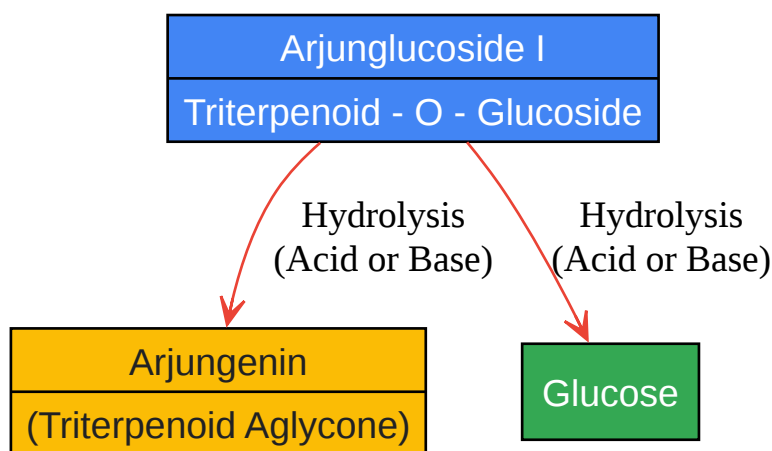 Arjunglucoside I
Triterpenoid - O - Glucoside
Hydrolysis
(Acid or Base)
Hydrolysis
(Acid or Base)
Arjungenin
(Triterpenoid Aglycone)
Glucose